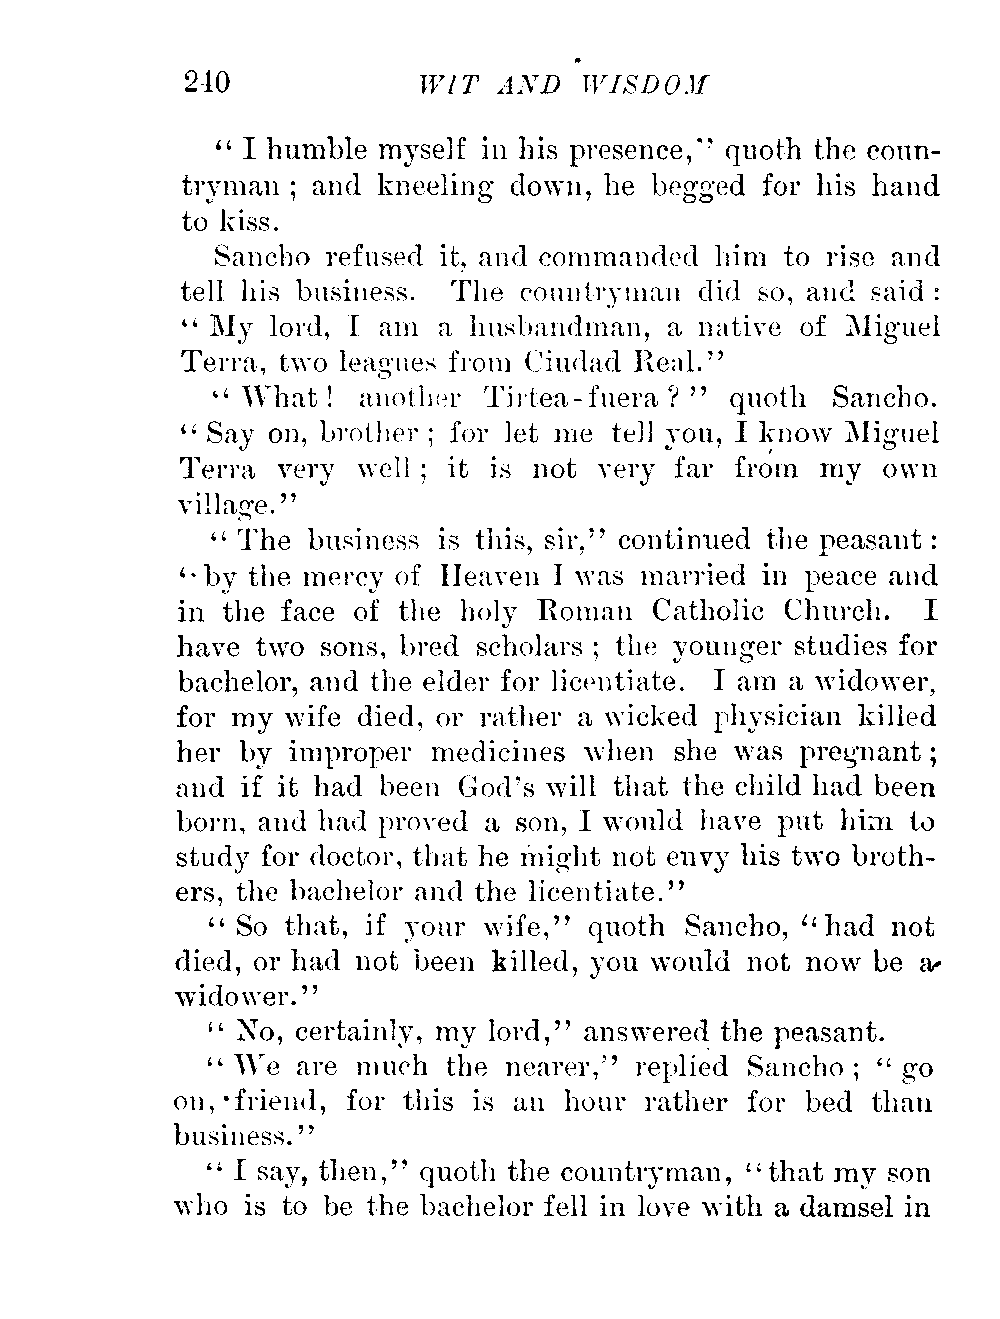 240 WIT AND WISDOM
“ I humble myself in his presence,” quoth the coun-
tryman ; and kneeling down, he begged for his hand
to kiss.
Sancho refused it, and commanded him to rise and
tell his business. The countryman did so, and said :
“ My lord, I am a husbandman, a native of Miguel
Terra, two leagues from Ciudad Real.”
“ What ! another Tirtea-fuera ? ” quoth Sancho.
“ Say on, brother ; for let me tell you, I know Miguel
Terra very well ; it is not very far from my own
village.”
“ The business is this, sir,” continued the peasant :
“ by the mercy of Heaven I was married in peace and
in the face of the holy Roman Catholic Church. I
have two sons, bred scholars ; the younger studies for
bachelor, and the elder for licentiate. I am a widower,
for my wife died, or rather a wicked physician killed
her by improper medicines when she was pregnant ;
and if it had been God’s will that the child had been
born, and had proved a son, I would have put him to
study for doctor, that he might not envy his two broth-
ers, the bachelor and the licentiate.”
“ So that, if your wife,” quoth Sancho, “ had not
died, or had not been killed, you would not now be a
widower.”
“ No, certainly, my lord,” answered the peasant.
“ We are much the nearer,” replied Sancho ; “ go
on, friend, for this is an hour rather for bed than
business.”
“ I say, then,” quoth the countryman, “ that my son
who is to be the bachelor fell in love with a damsel in